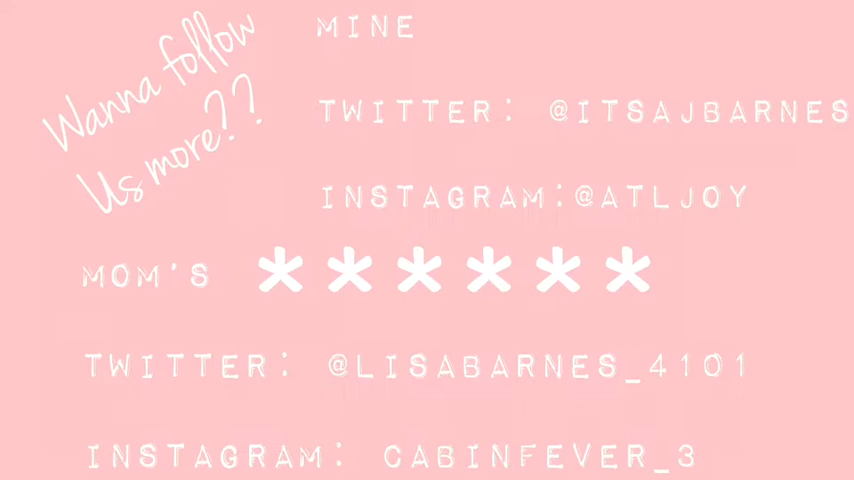 Wanna follow
Us more??
MINE
TWITTER: @ITSAJBARNES
INSTAGRAM:@ATLJOY
MOM'S ******
TWITTER: @LISABARNES_4101
INSTAGRAM: CABINFEVER_3